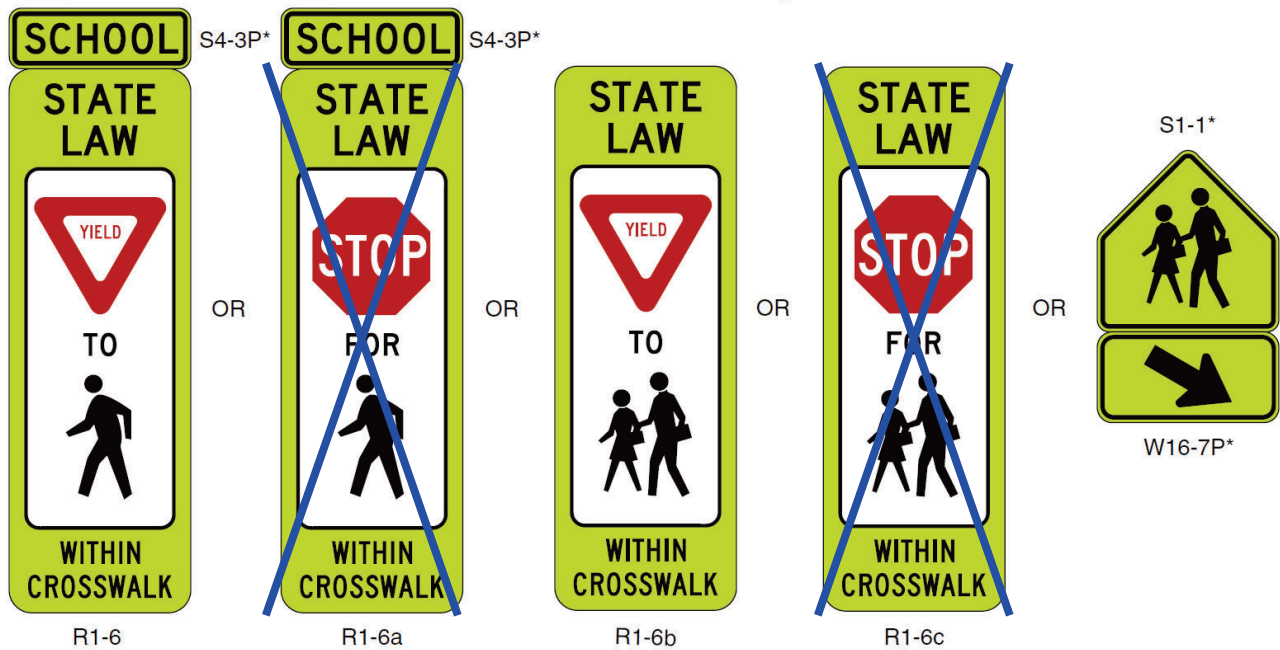 SCHOOL S4-3P*
STATE
LAW
YIELD
TO
WITHIN
CROSSWALK
R1-6
OR
SCHOOL S4-3P*
STATE
LAW
STOP
FOR
WITHIN
CROSSWALK
R1-6a
OR
STATE
LAW
YIELD
TO
WITHIN
CROSSWALK
R1-6b
OR
STATE
LAW
STOP
FOR
WITHIN
CROSSWALK
R1-6c
OR
S1-1*
W16-7P*